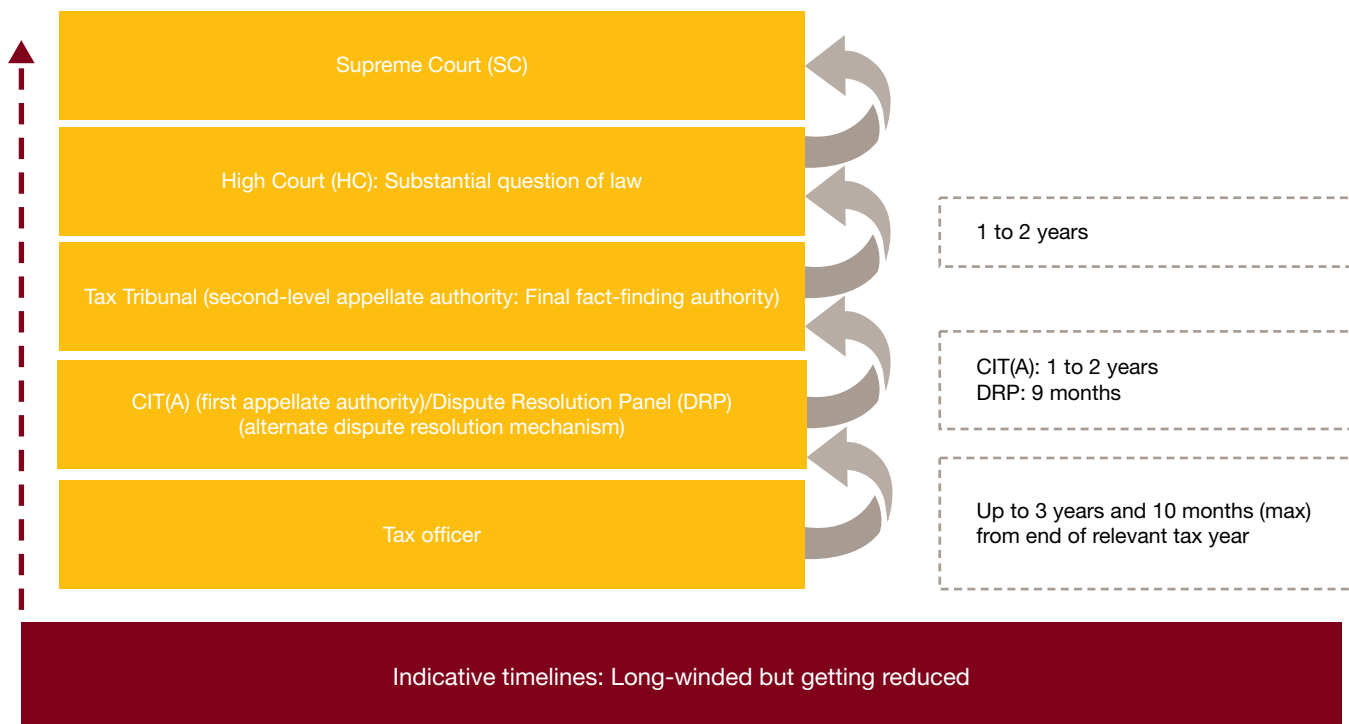 Supreme Court (SC)
High Court (HC): Substantial question of law
1 to 2 years
Tax Tribunal (second-level appellate authority: Final fact-finding authority)
CIT(A): 1 to 2 years
DRP: 9 months
CIT(A) (first appellate authority)/Dispute Resolution Panel (DRP)
(alternate dispute resolution mechanism)
Up to 3 years and 10 months (max)
from end of relevant tax year
Tax officer
Indicative timelines: Long-winded but getting reduced